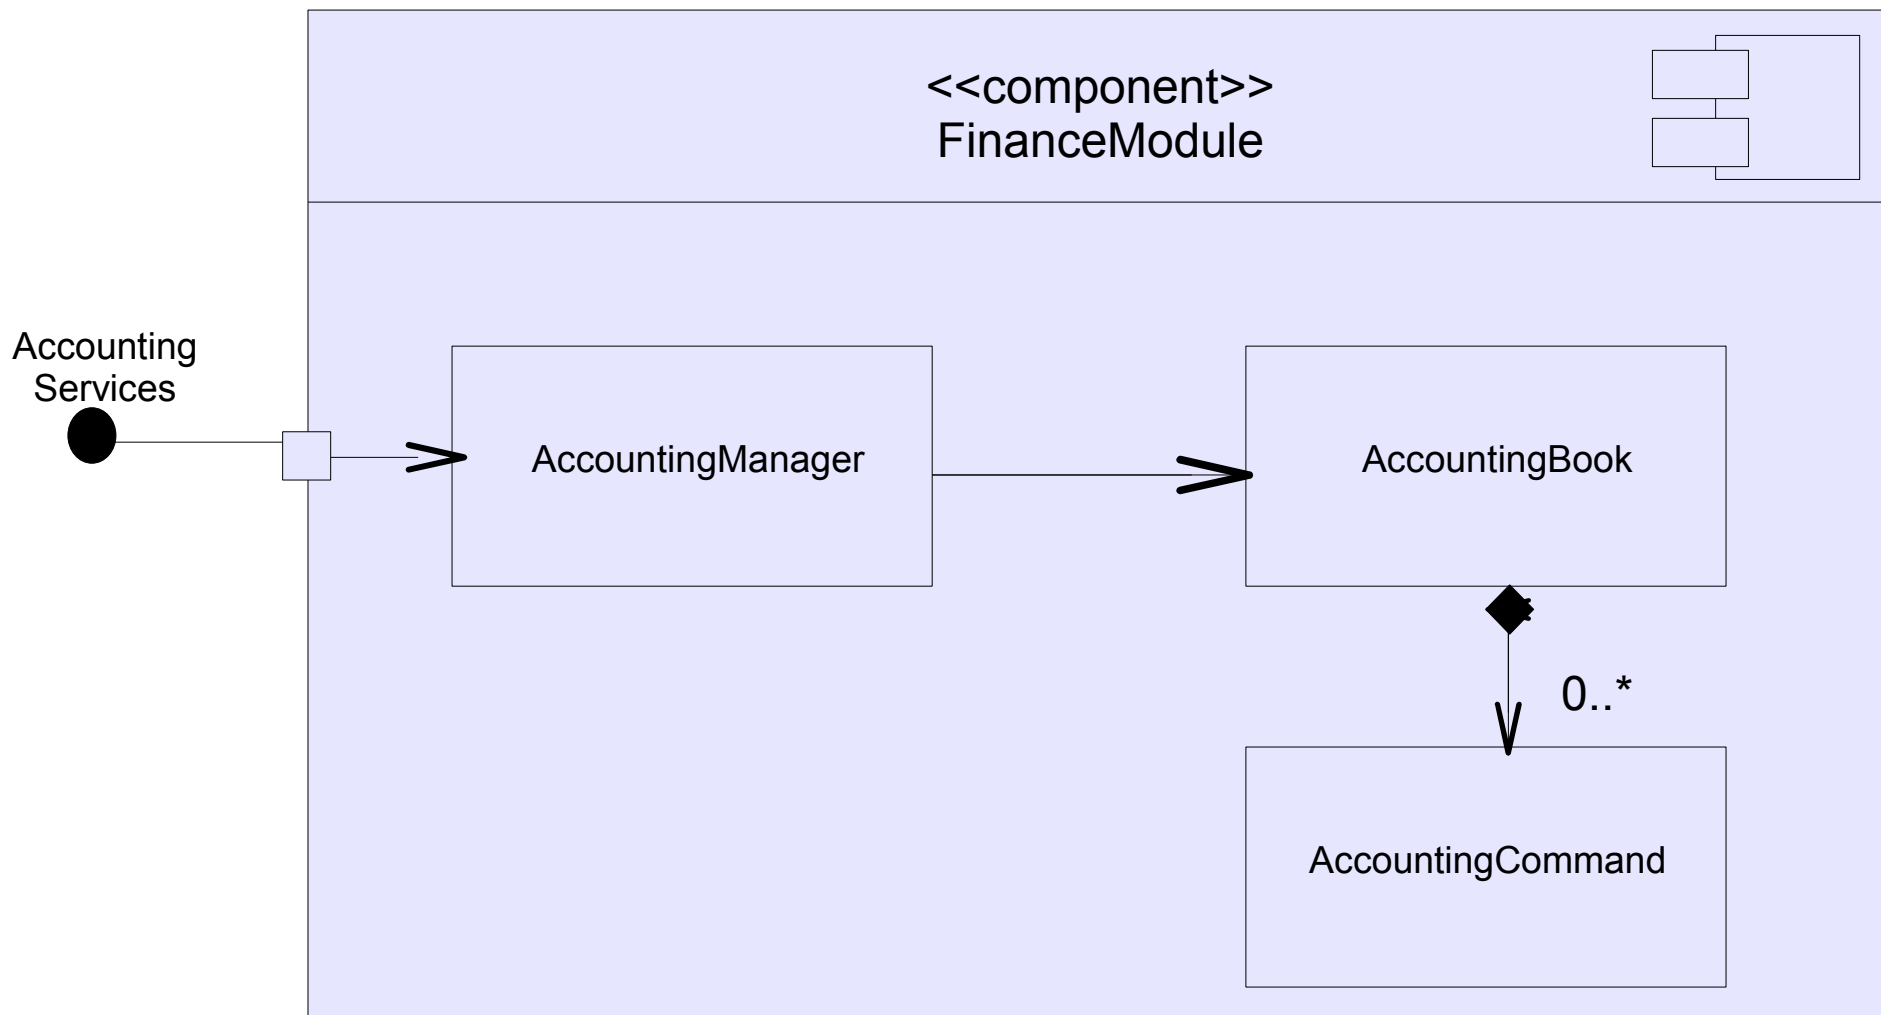 <<component>>
FinanceModule
Accounting
Services
AccountingManager
AccountingBook
0..*
AccountingCommand